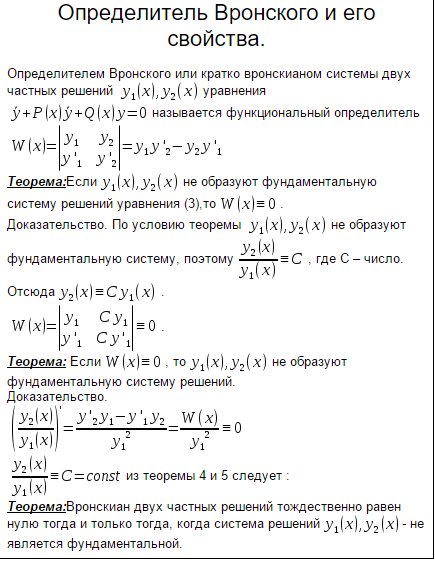 Определитель Вронского и его
свойства.
Определителем Вронского или кратко вронскианом системы двух
частных решений y₁(x), y₂(x) уравнения
ý+P(x)ý+Q(x)y=0 называется функциональный определитель
W(x)=|y₁ y₂; y'₁ y'₂|=y₁y'₂−y₂y'₁
Теорема:Если y₁(x), y₂(x) не образуют фундаментальную
систему решений уравнения (3),то W(x)≡0 .
Доказательство. По условию теоремы y₁(x), y₂(x) не образуют
фундаментальную систему, поэтому y₂(x)/y₁(x)≡C , где С – число.
Отсюда y₂(x)≡C y₁(x) .
W(x)=|y₁ C y₁; y'₁ C y'₁|≡0 .
Теорема: Если W(x)≡0 , то y₁(x), y₂(x) не образуют
фундаментальную систему решений.
Доказательство.
(y₂(x)/y₁(x))'=(y'₂y₁−y'₁y₂)/y₁²=W(x)/y₁²≡0
y₂(x)/y₁(x)≡C=const из теоремы 4 и 5 следует :
Теорема:Вронскиан двух частных решений тождественно равен
нулю тогда и только тогда, когда система решений y₁(x), y₂(x) - не
является фундаментальной.